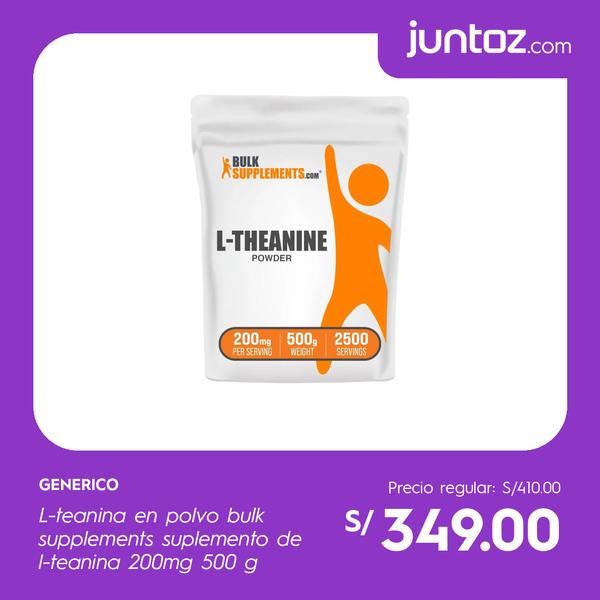 juntoz.com
BULK
SUPPLEMENTS.COM®
L-THEANINE
POWDER
200mg 500g 2500
PER SERVING WEIGHT SERVINGS
GENERICO
L-teanina en polvo bulk
supplements suplemento de
l-teanina 200mg 500 g
Precio regular: S/410.00
S/ 349.00